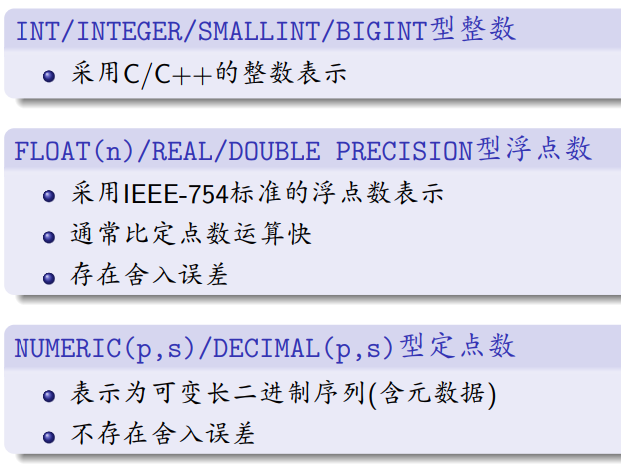 INT/INTEGER/SMALLINT/BIGINT型整数
采用C/C++的整数表示
FLOAT(n)/REAL/DOUBLE PRECISION型浮点数
采用IEEE-754标准的浮点数表示
通常比定点数运算快
存在舍入误差
NUMERIC(p,s)/DECIMAL(p,s)型定点数
表示为可变长二进制序列(含元数据)
不存在舍入误差